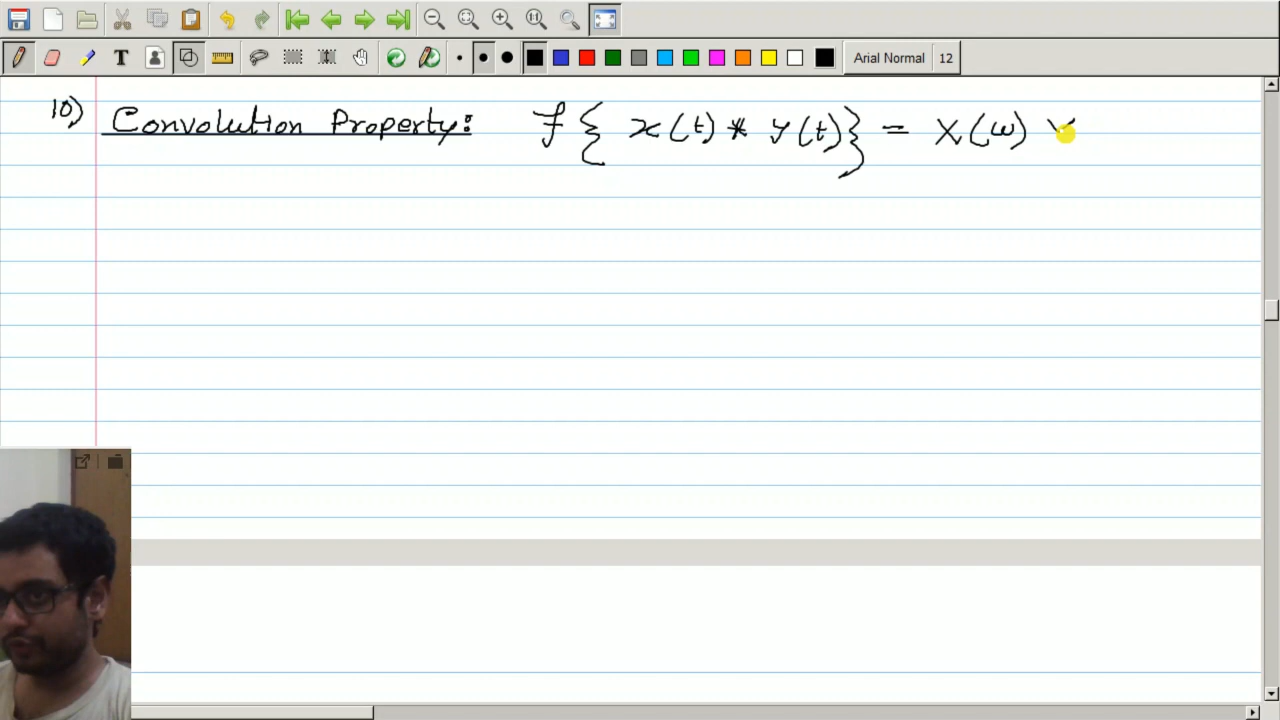 Arial Normal 12
10) Convolution Property: ℱ{ x(t) * y(t)} = X(ω) Y